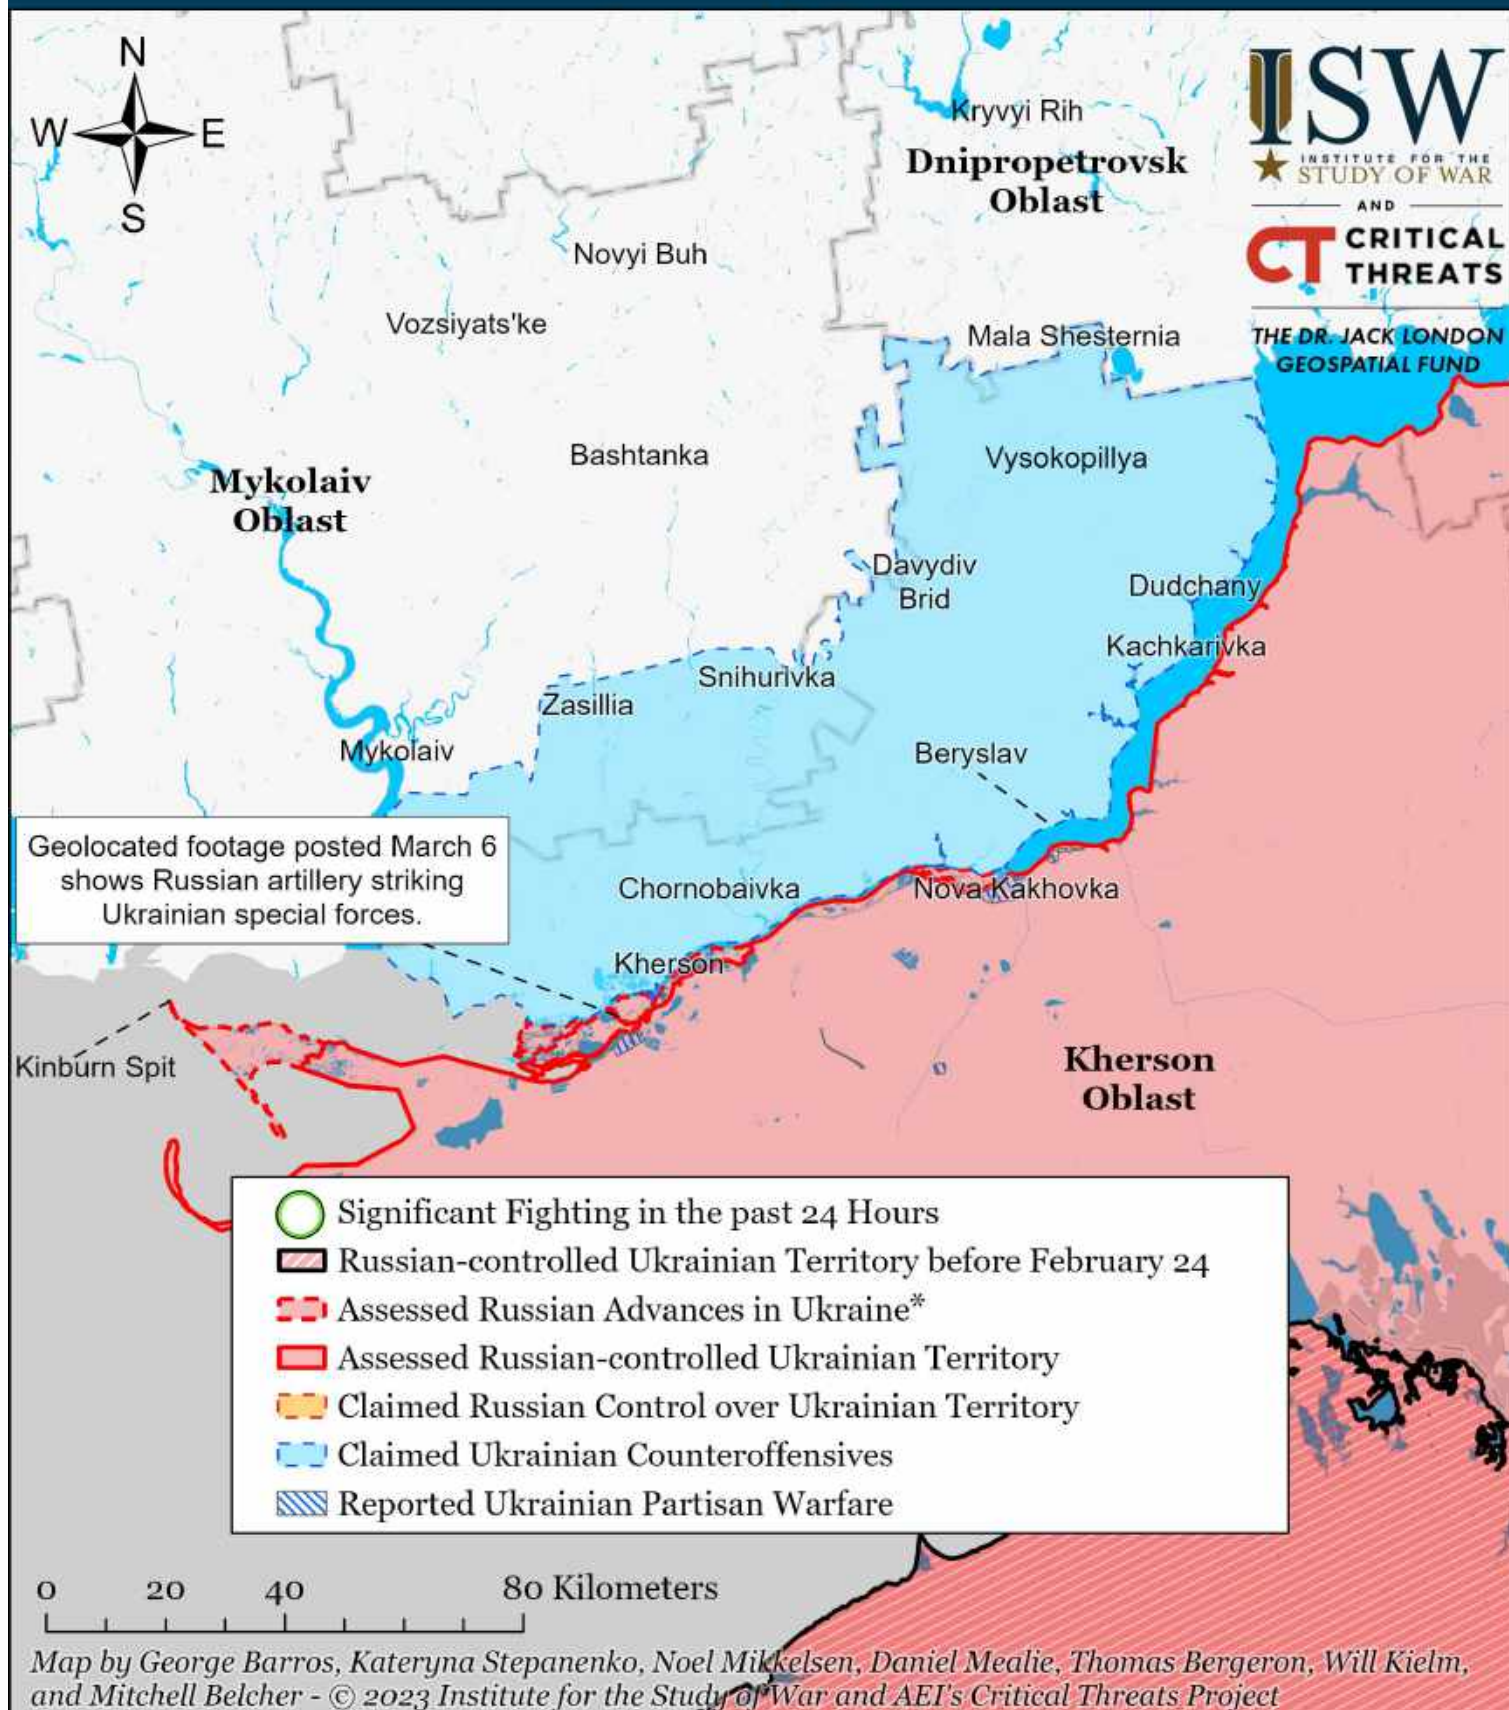 N
W E
S
Kryvyi Rih
Dnipropetrovsk
Oblast
ISW
INSTITUTE FOR THE
STUDY OF WAR
AND
CT CRITICAL
THREATS
THE DR. JACK LONDON
GEOSPATIAL FUND
Novyi Buh
Vozsiyats'ke
Mala Shesternia
Bashtanka
Vysokopillya
Mykolaiv
Oblast
Davydiv
Brid
Dudchany
Kachkarivka
Snihurivka
Zasillia
Mykolaiv
Beryslav
Geolocated footage posted March 6
shows Russian artillery striking
Ukrainian special forces.
Chornobaivka
Nova Kakhovka
Kherson
Kinburn Spit
Kherson
Oblast
Significant Fighting in the past 24 Hours
Russian-controlled Ukrainian Territory before February 24
Assessed Russian Advances in Ukraine*
Assessed Russian-controlled Ukrainian Territory
Claimed Russian Control over Ukrainian Territory
Claimed Ukrainian Counteroffensives
Reported Ukrainian Partisan Warfare
0 20 40 80 Kilometers
Map by George Barros, Kateryna Stepanenko, Noel Mikkelsen, Daniel Mealie, Thomas Bergeron, Will Kielm,
and Mitchell Belcher - © 2023 Institute for the Study of War and AEI's Critical Threats Project